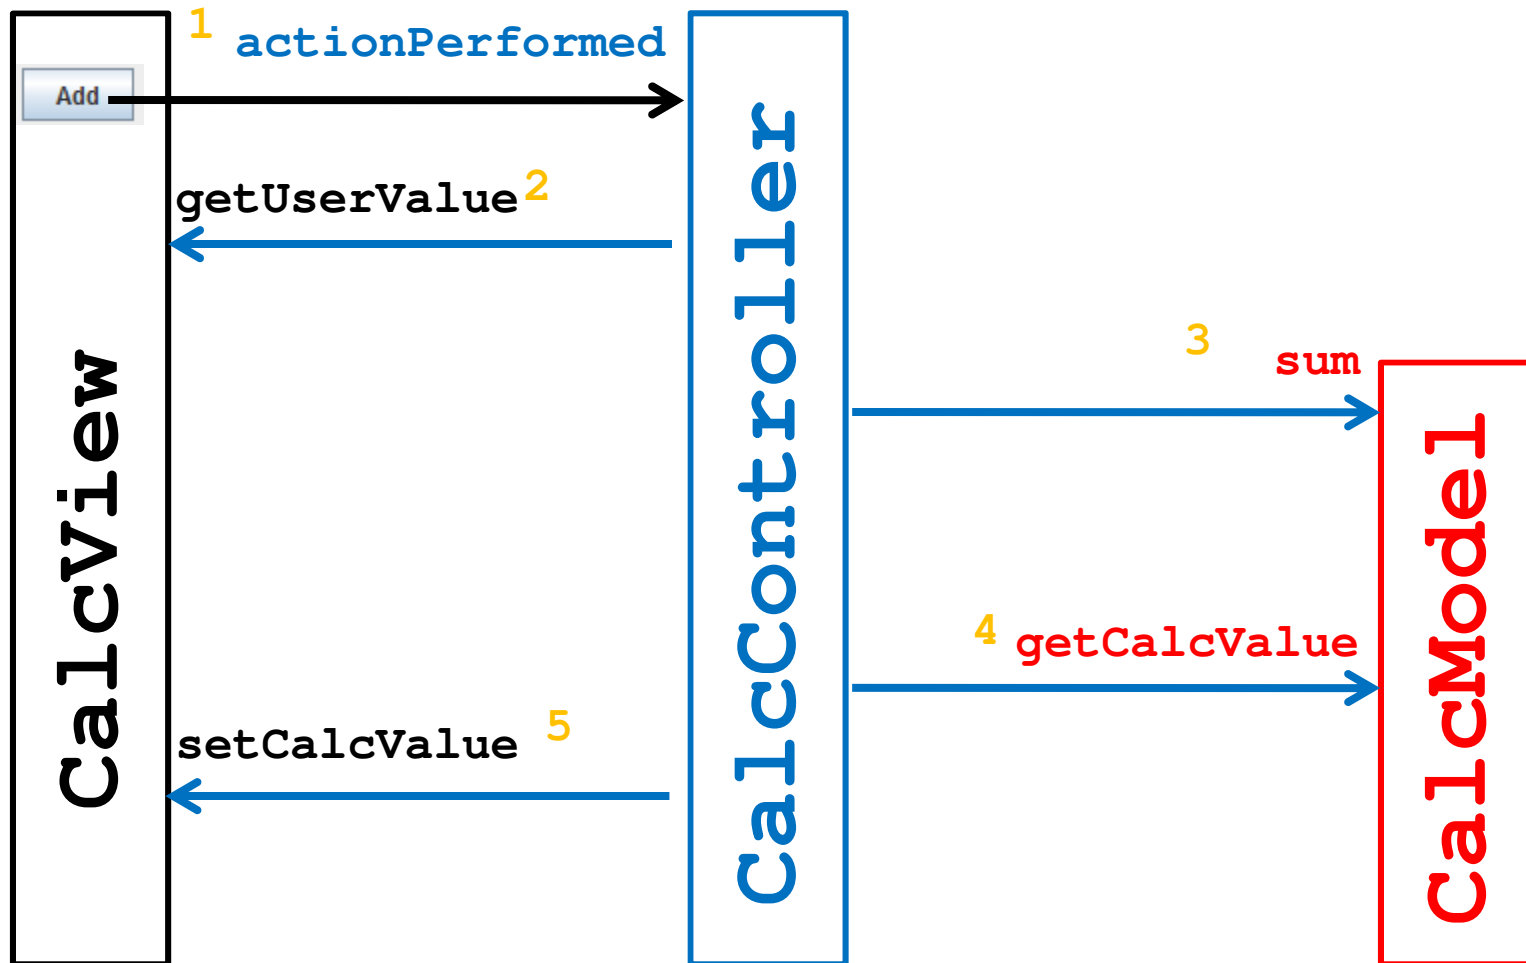 1 actionPerformed
Add
getUserValue 2
3 sum
4 getCalcValue
setCalcValue 5
CalcView
CalcController
CalcModel